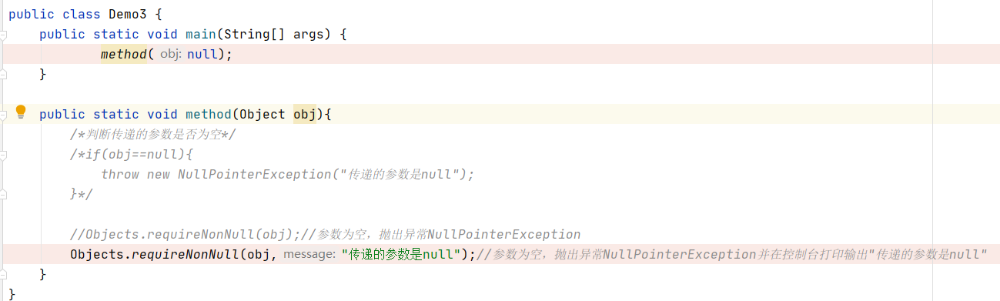 public class Demo3 {
    public static void main(String[] args) {
            method( obj: null);
    }

    public static void method(Object obj){
        /*判断传递的参数是否为空*/
        /*if(obj==null){
            throw new NullPointerException("传递的参数是null");
        }*/

        //Objects.requireNonNull(obj);//参数为空，抛出异常NullPointerException
        Objects.requireNonNull(obj, message: "传递的参数是null");//参数为空，抛出异常NullPointerException并在控制台打印输出"传递的参数是null"
    }
}